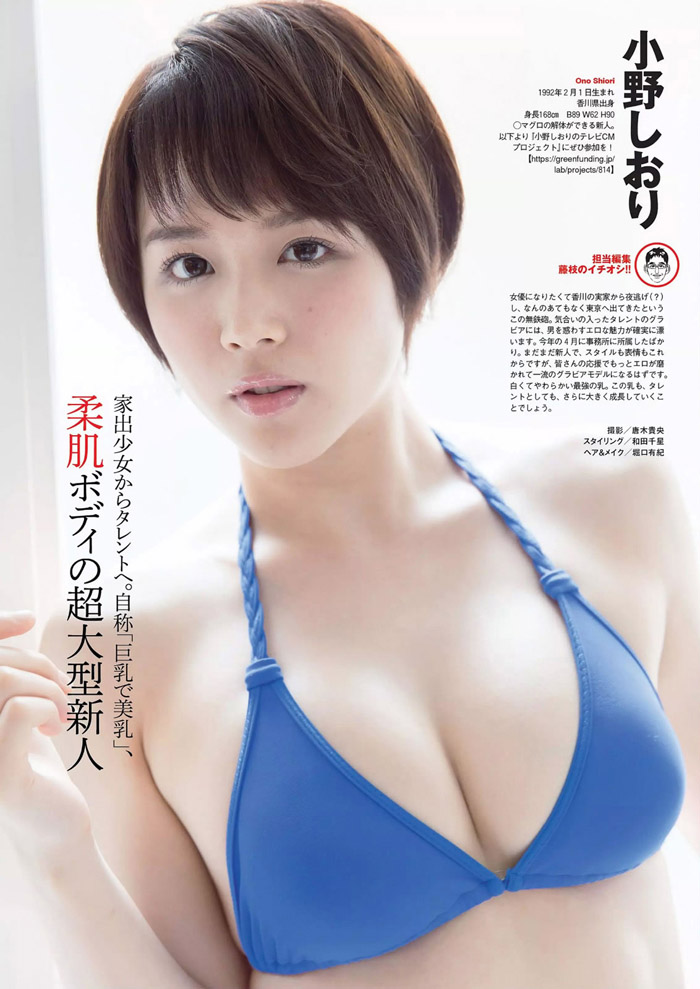 小野しおり
Ono Shiori
1992年2月1日生まれ
香川県出身
身長168㎝　B89 W62 H90
○マグロの解体ができる新人。
以下より「小野しおりのテレビCM
プロジェクト」にぜひ参加を！
【https://greenfunding.jp/
lab/projects/814】
担当編集
藤枝のイチオシ!!
女優になりたくて香川の実家から夜逃げ（？）
し、なんのあてもなく東京へ出てきたという
この無鉄砲。気合いの入ったタレントのグラ
ビアには、男を惑わすエロな魅力が確実に漂
います。今年の4月に事務所に所属したばか
り。まだまだ新人で、スタイルも表情もこれ
からですが、皆さんの応援でもっとエロが磨
かれて一流のグラビアモデルになるはずです。
白くてやわらかい最強の乳。この乳も、タレ
ントとしても、さらに大きく成長していくこ
とでしょう。
撮影／唐木貴央
スタイリング／和田千星
ヘア&メイク／堀口有紀
家出少女からタレントへ。自称「巨乳で美乳」、
柔肌ボディの超大型新人